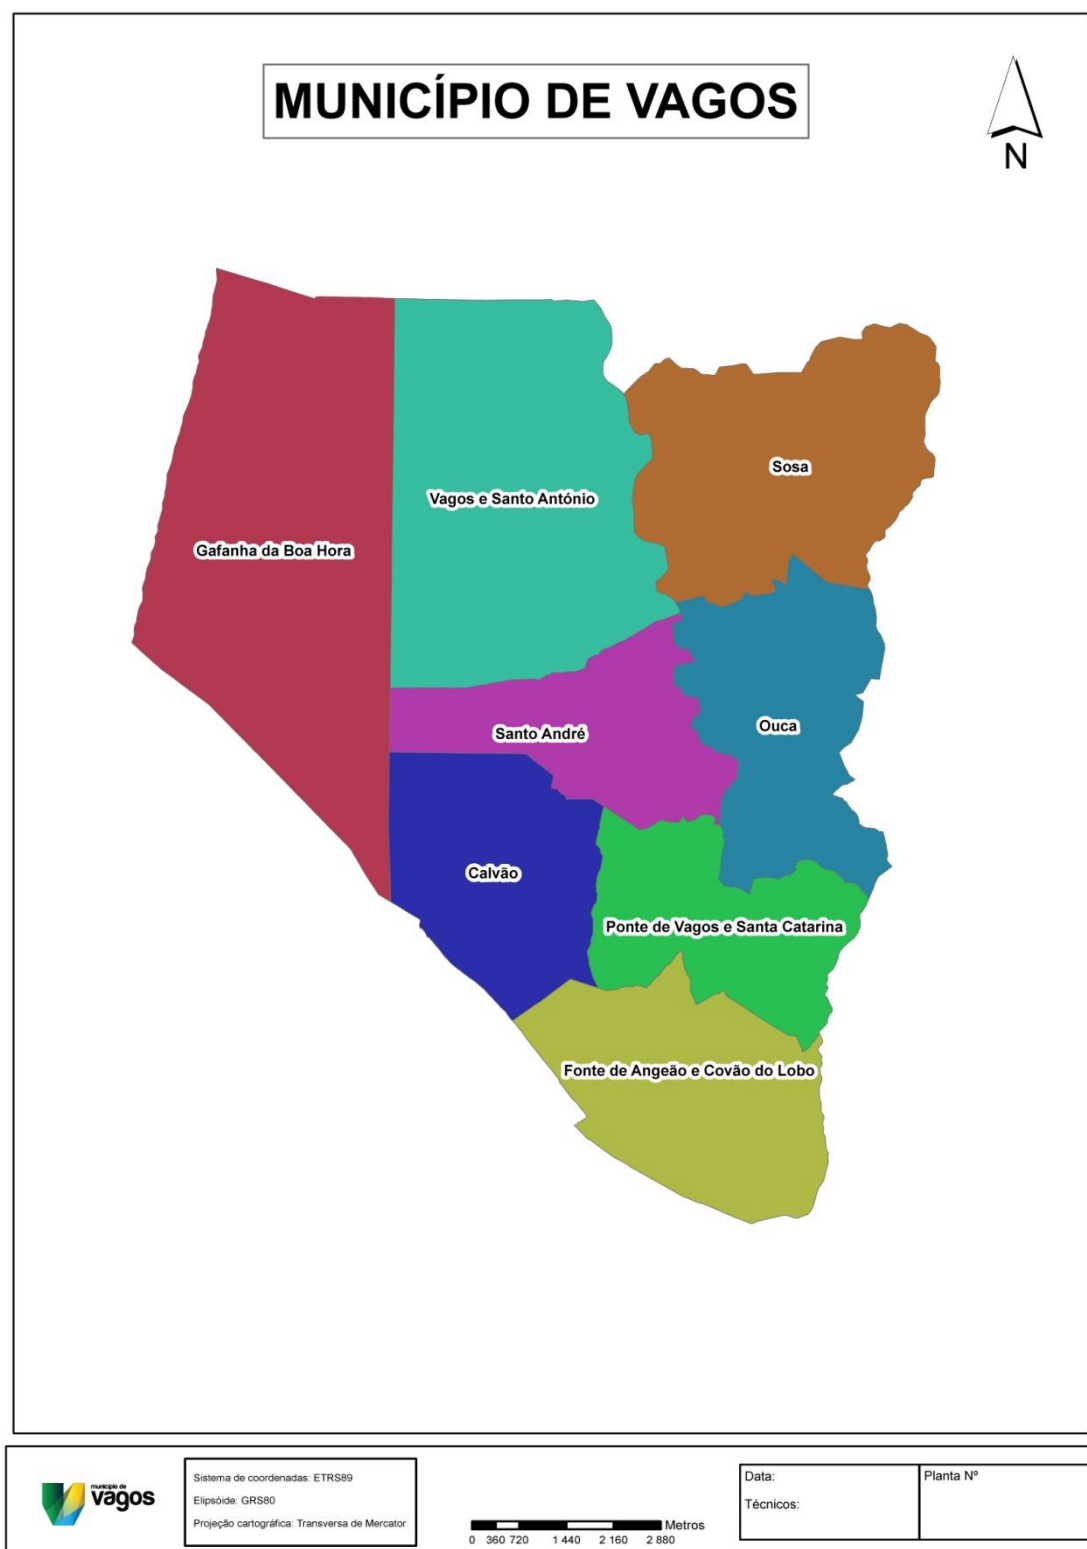 MUNICÍPIO DE VAGOS
N
Sosa
Vagos e Santo António
Gafanha da Boa Hora
Ouca
Santo André
Calvão
Ponte de Vagos e Santa Catarina
Fonte de Angeão e Covão do Lobo
município de
vagos
Sistema de coordenadas: ETRS89
Elipsóide: GRS80
Projeção cartográfica: Transversa de Mercator
Metros
0 360 720 1 440 2 160 2 880
Data:
Técnicos:
Planta Nº